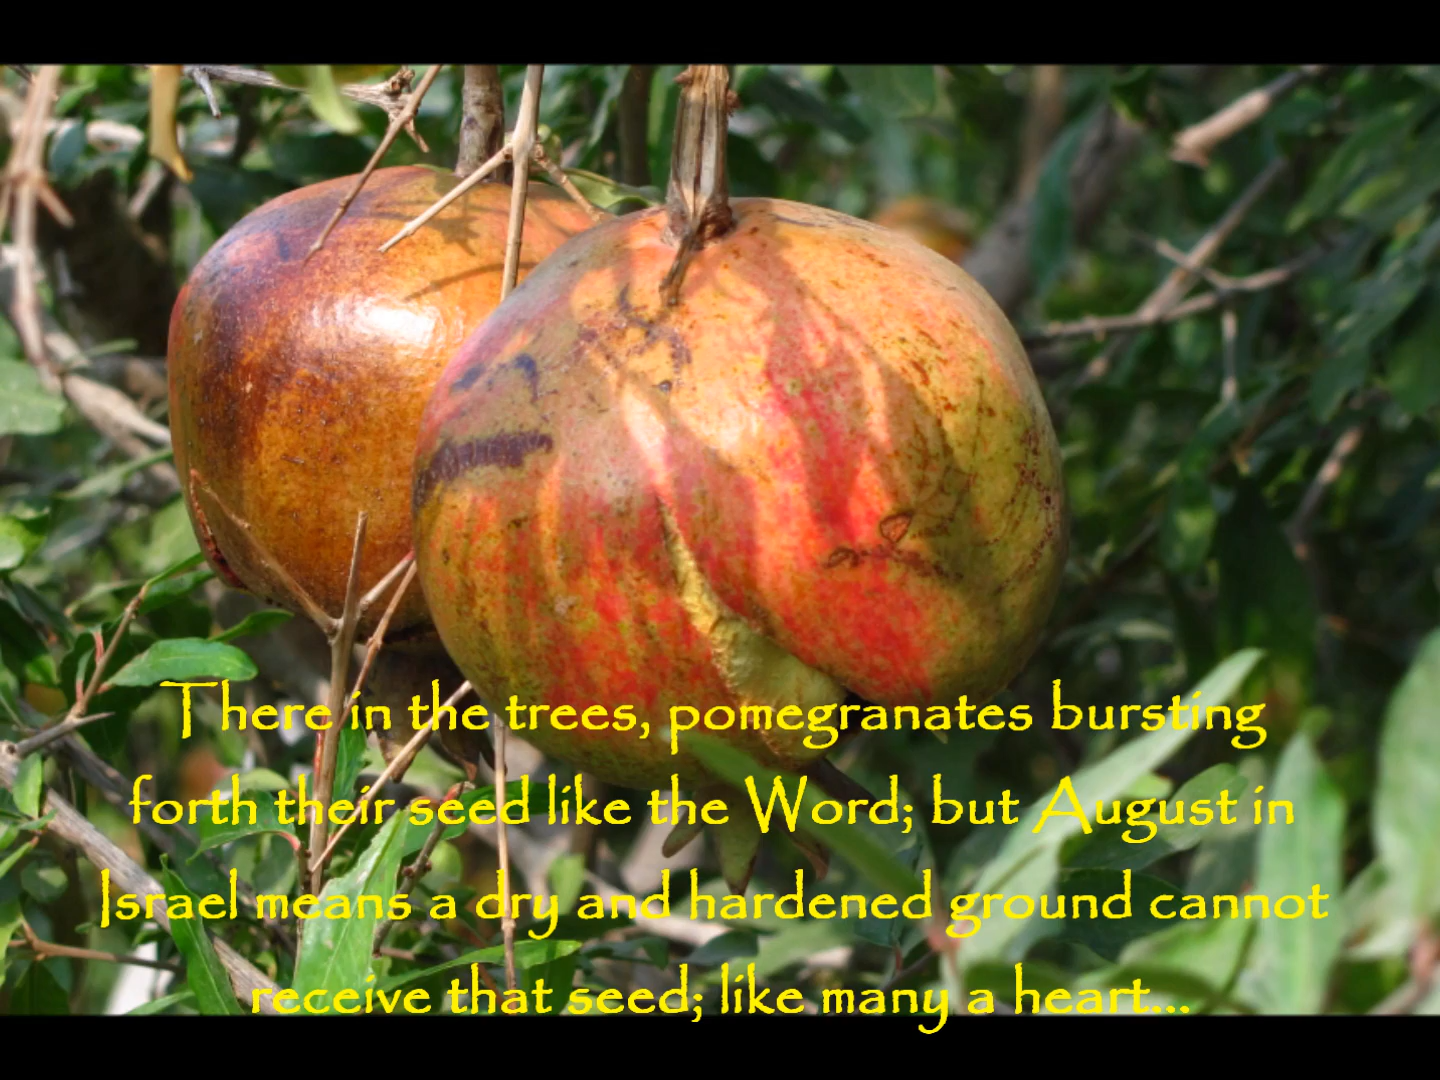 There in the trees, pomegranates bursting
forth their seed like the Word; but August in
Israel means a dry and hardened ground cannot
receive that seed; like many a heart...